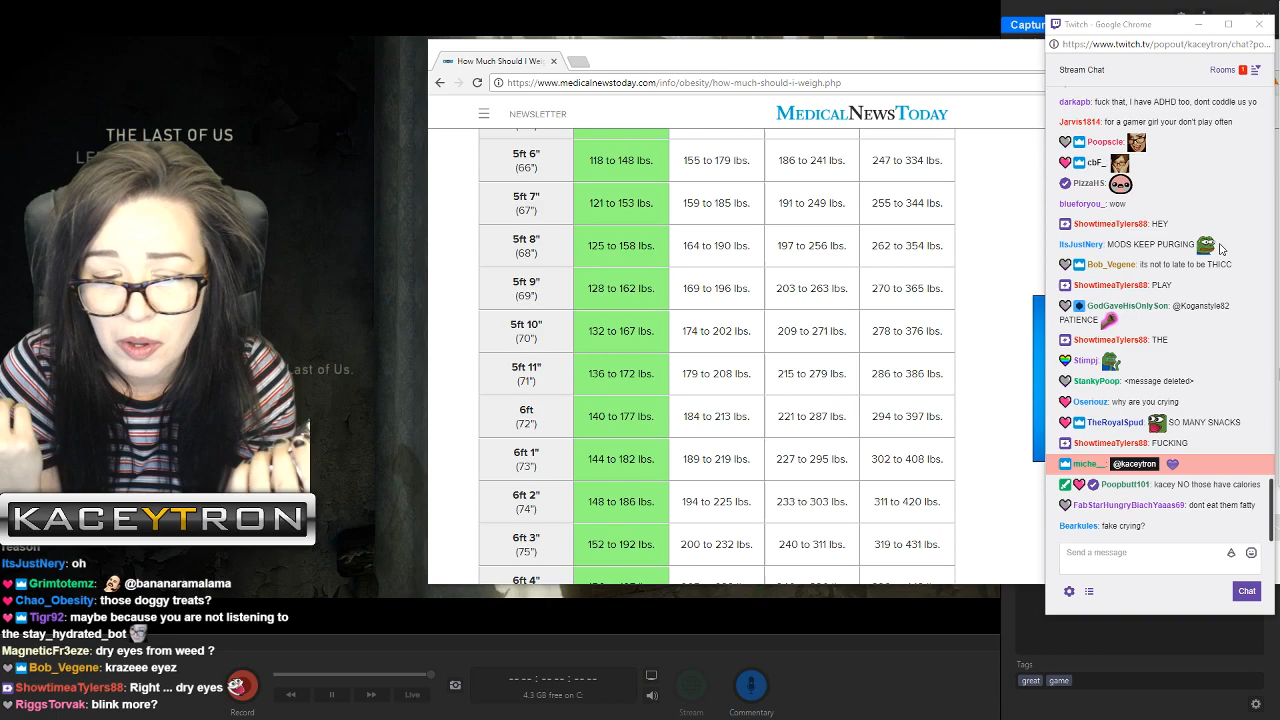 THE LAST OF US
Last of Us.
KACEYTRON
reason
ItsJustNery: oh
Grimtotemz: @bananaramalama
Chao_Obesity: those doggy treats?
Tigr92: maybe because you are not listening to
the stay_hydrated_bot
MagneticFr3eze: dry eyes from weed ?
Bob_Vegene: krazeee eyez
ShowtimeaTylers88: Right ... dry eyes
RiggsTorvak: blink more?
How Much Should I Wei
https://www.medicalnewstoday.com/info/obesity/how-much-should-i-weigh.php
NEWSLETTER
MEDICALNEWSTODAY
5ft 6" 118 to 148 lbs. 155 to 179 lbs. 186 to 241 lbs. 247 to 334 lbs.
(66")
5ft 7" 121 to 153 lbs. 159 to 185 lbs. 191 to 249 lbs. 255 to 344 lbs.
(67")
5ft 8" 125 to 158 lbs. 164 to 190 lbs. 197 to 256 lbs. 262 to 354 lbs.
(68")
5ft 9" 128 to 162 lbs. 169 to 196 lbs. 203 to 263 lbs. 270 to 365 lbs.
(69")
5ft 10" 132 to 167 lbs. 174 to 202 lbs. 209 to 271 lbs. 278 to 376 lbs.
(70")
5ft 11" 136 to 172 lbs. 179 to 208 lbs. 215 to 279 lbs. 286 to 386 lbs.
(71")
6ft 140 to 177 lbs. 184 to 213 lbs. 221 to 287 lbs. 294 to 397 lbs.
(72")
6ft 1" 144 to 182 lbs. 189 to 219 lbs. 227 to 295 lbs. 302 to 408 lbs.
(73")
6ft 2" 148 to 186 lbs. 194 to 225 lbs. 233 to 303 lbs. 311 to 420 lbs.
(74")
6ft 3" 152 to 192 lbs. 200 to 232 lbs. 240 to 311 lbs. 319 to 431 lbs.
(75")
6ft 4"
Record
Live
4.3 GB free on C:
Stream
Commentary
Captur
Twitch - Google Chrome
https://www.twitch.tv/popout/kaceytron/chat?po...
Stream Chat
Rooms 1
darkapb: fuck that, I have ADHD ... dont collab us yo
Jarvis1814: for a gamer girl your don't play often
Poopscle:
cbF_
PizzaHS:
blueforyou_: wow
ShowtimeaTylers88: HEY
ItsJustNery: MODS KEEP PURGING
Bob_Vegene: its not to late to be THICC
ShowtimeaTylers88: PLAY
GodGaveHisOnlySon: @Koganstyle82
PATIENCE
ShowtimeaTylers88: THE
Stimpj:
StankyPoop: <message deleted>
Oseriouz: why are you crying
TheRoyalSpud: SO MANY SNACKS
ShowtimeaTylers88: FUCKING
miche__: @kaceytron
Poopbutt101: kacey NO those have calories
FabStarHungryBiachYaaas69: dont eat them fatty
Bearkules: fake crying?
Send a message
Chat
Tags
great game